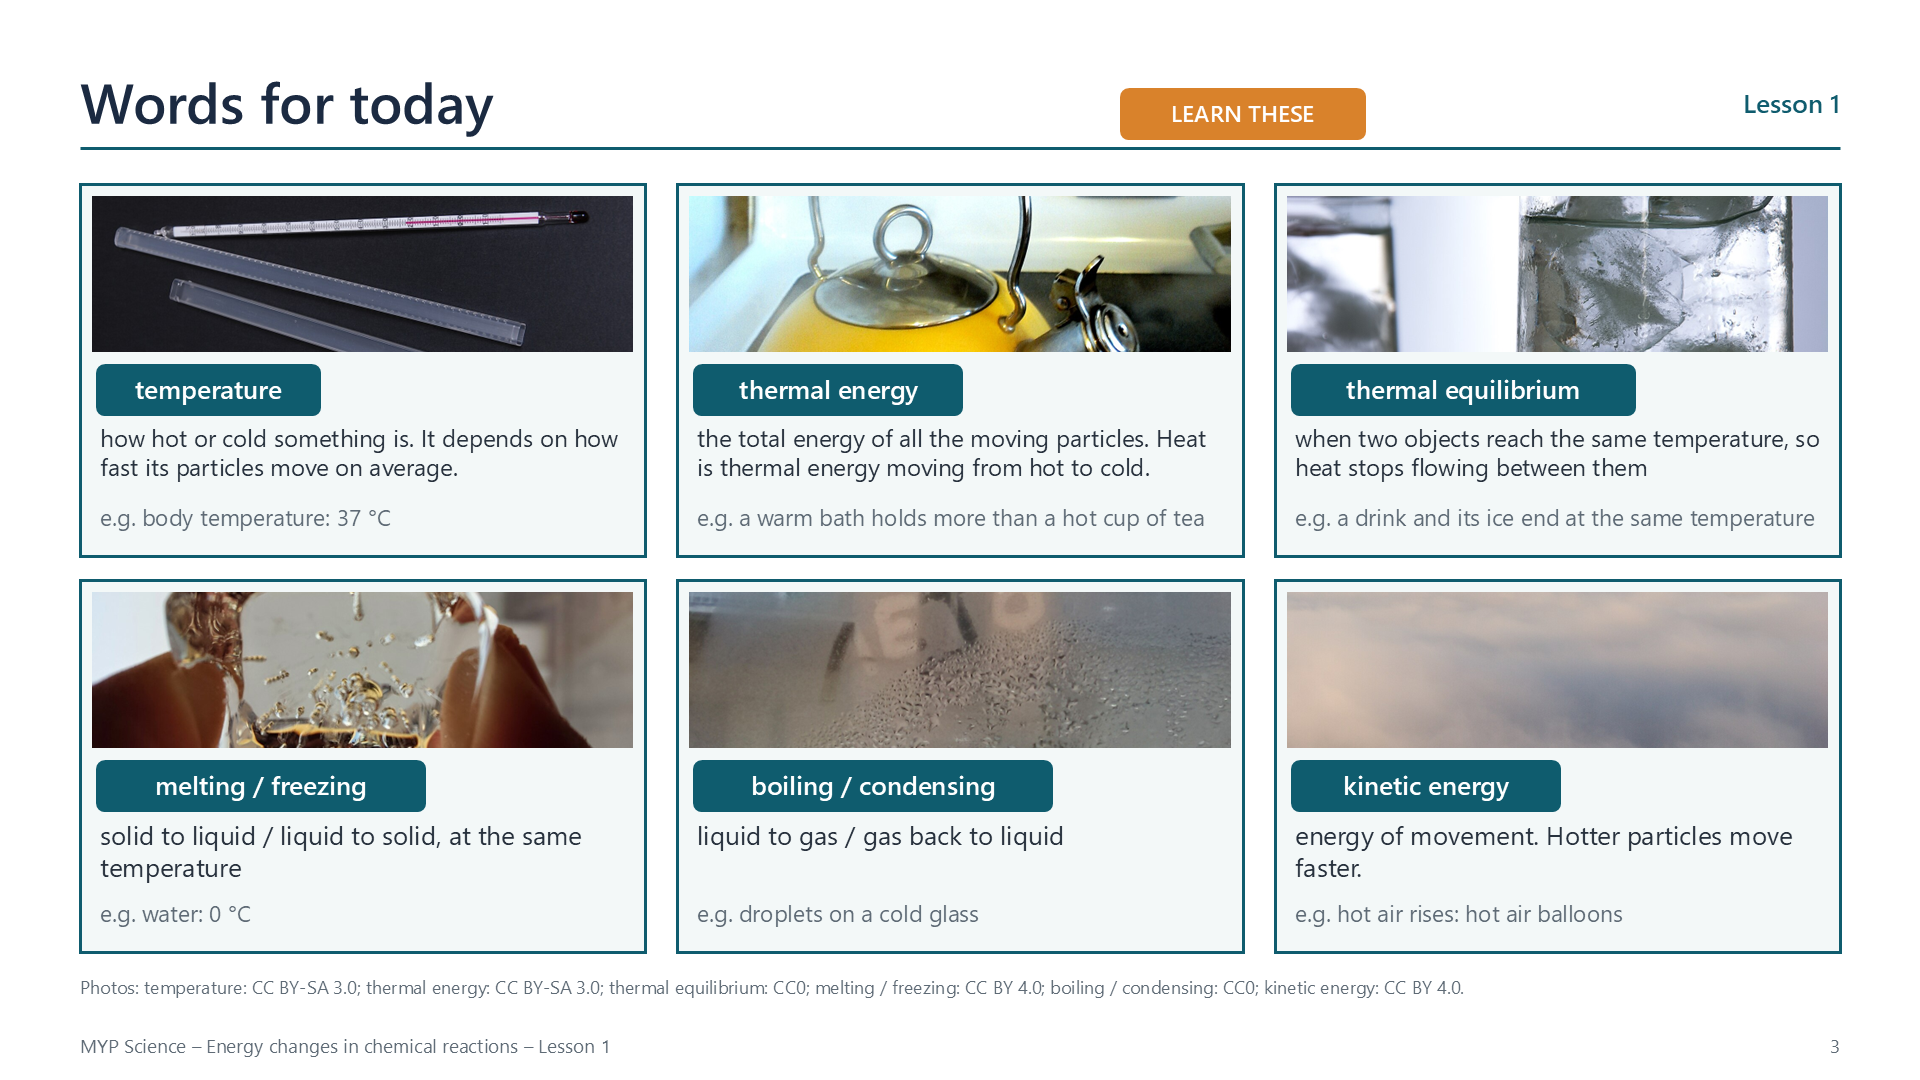 Words for today
LEARN THESE
Lesson 1
temperature
how hot or cold something is. It depends on how
fast its particles move on average.
e.g. body temperature: 37 °C
thermal energy
the total energy of all the moving particles. Heat
is thermal energy moving from hot to cold.
e.g. a warm bath holds more than a hot cup of tea
thermal equilibrium
when two objects reach the same temperature, so
heat stops flowing between them
e.g. a drink and its ice end at the same temperature
melting / freezing
solid to liquid / liquid to solid, at the same
temperature
e.g. water: 0 °C
boiling / condensing
liquid to gas / gas back to liquid
e.g. droplets on a cold glass
kinetic energy
energy of movement. Hotter particles move
faster.
e.g. hot air rises: hot air balloons
Photos: temperature: CC BY-SA 3.0; thermal energy: CC BY-SA 3.0; thermal equilibrium: CC0; melting / freezing: CC BY 4.0; boiling / condensing: CC0; kinetic energy: CC BY 4.0.
MYP Science – Energy changes in chemical reactions – Lesson 1
3